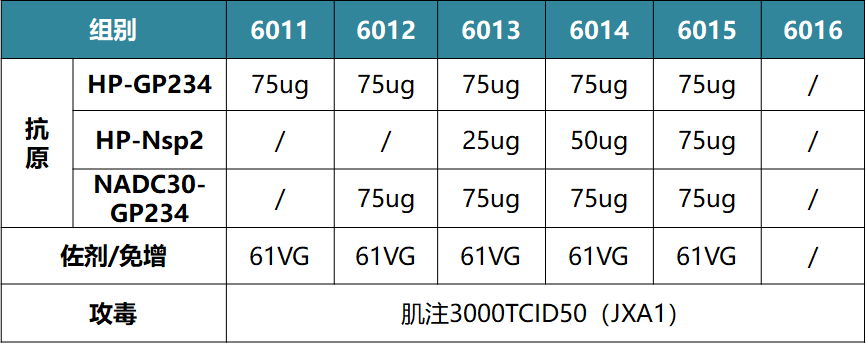 组别 6011 6012 6013 6014 6015 6016
抗原 HP-GP234 75ug 75ug 75ug 75ug 75ug /
HP-Nsp2 / / 25ug 50ug 75ug /
NADC30-GP234 / 75ug 75ug 75ug 75ug /
佐剂/免增 61VG 61VG 61VG 61VG 61VG /
攻毒 肌注3000TCID50（JXA1）